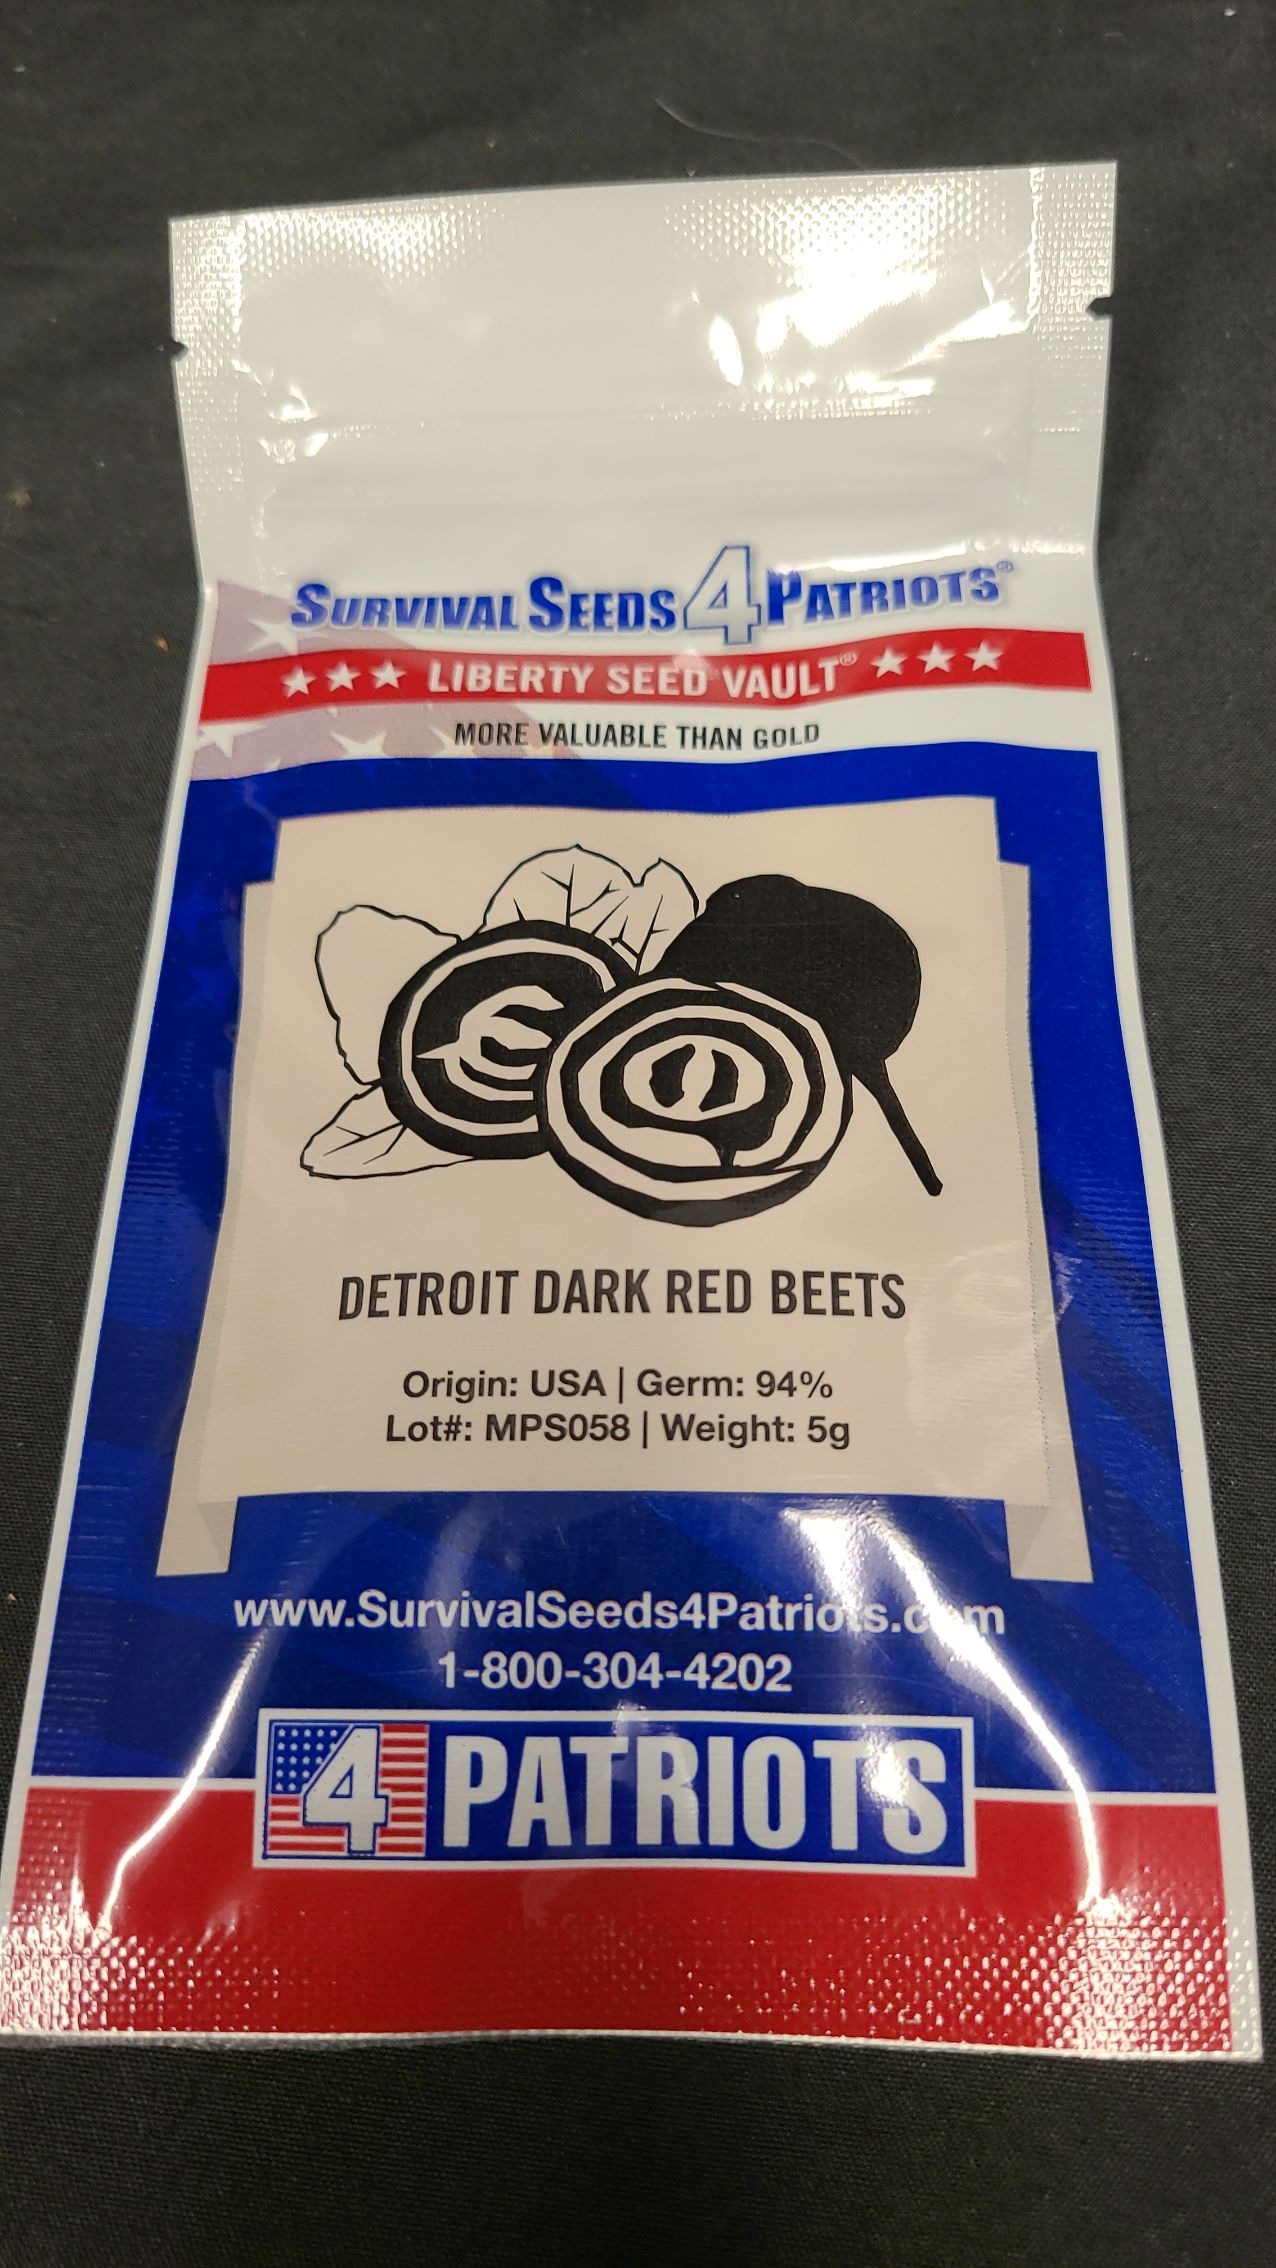 SURVIVAL SEEDS 4 PATRIOTS®
★★★ LIBERTY SEED VAULT® ★★★
MORE VALUABLE THAN GOLD
DETROIT DARK RED BEETS
Origin: USA | Germ: 94%
Lot#: MPS058 | Weight: 5g
www.SurvivalSeeds4Patriots.com
1-800-304-4202
4 PATRIOTS